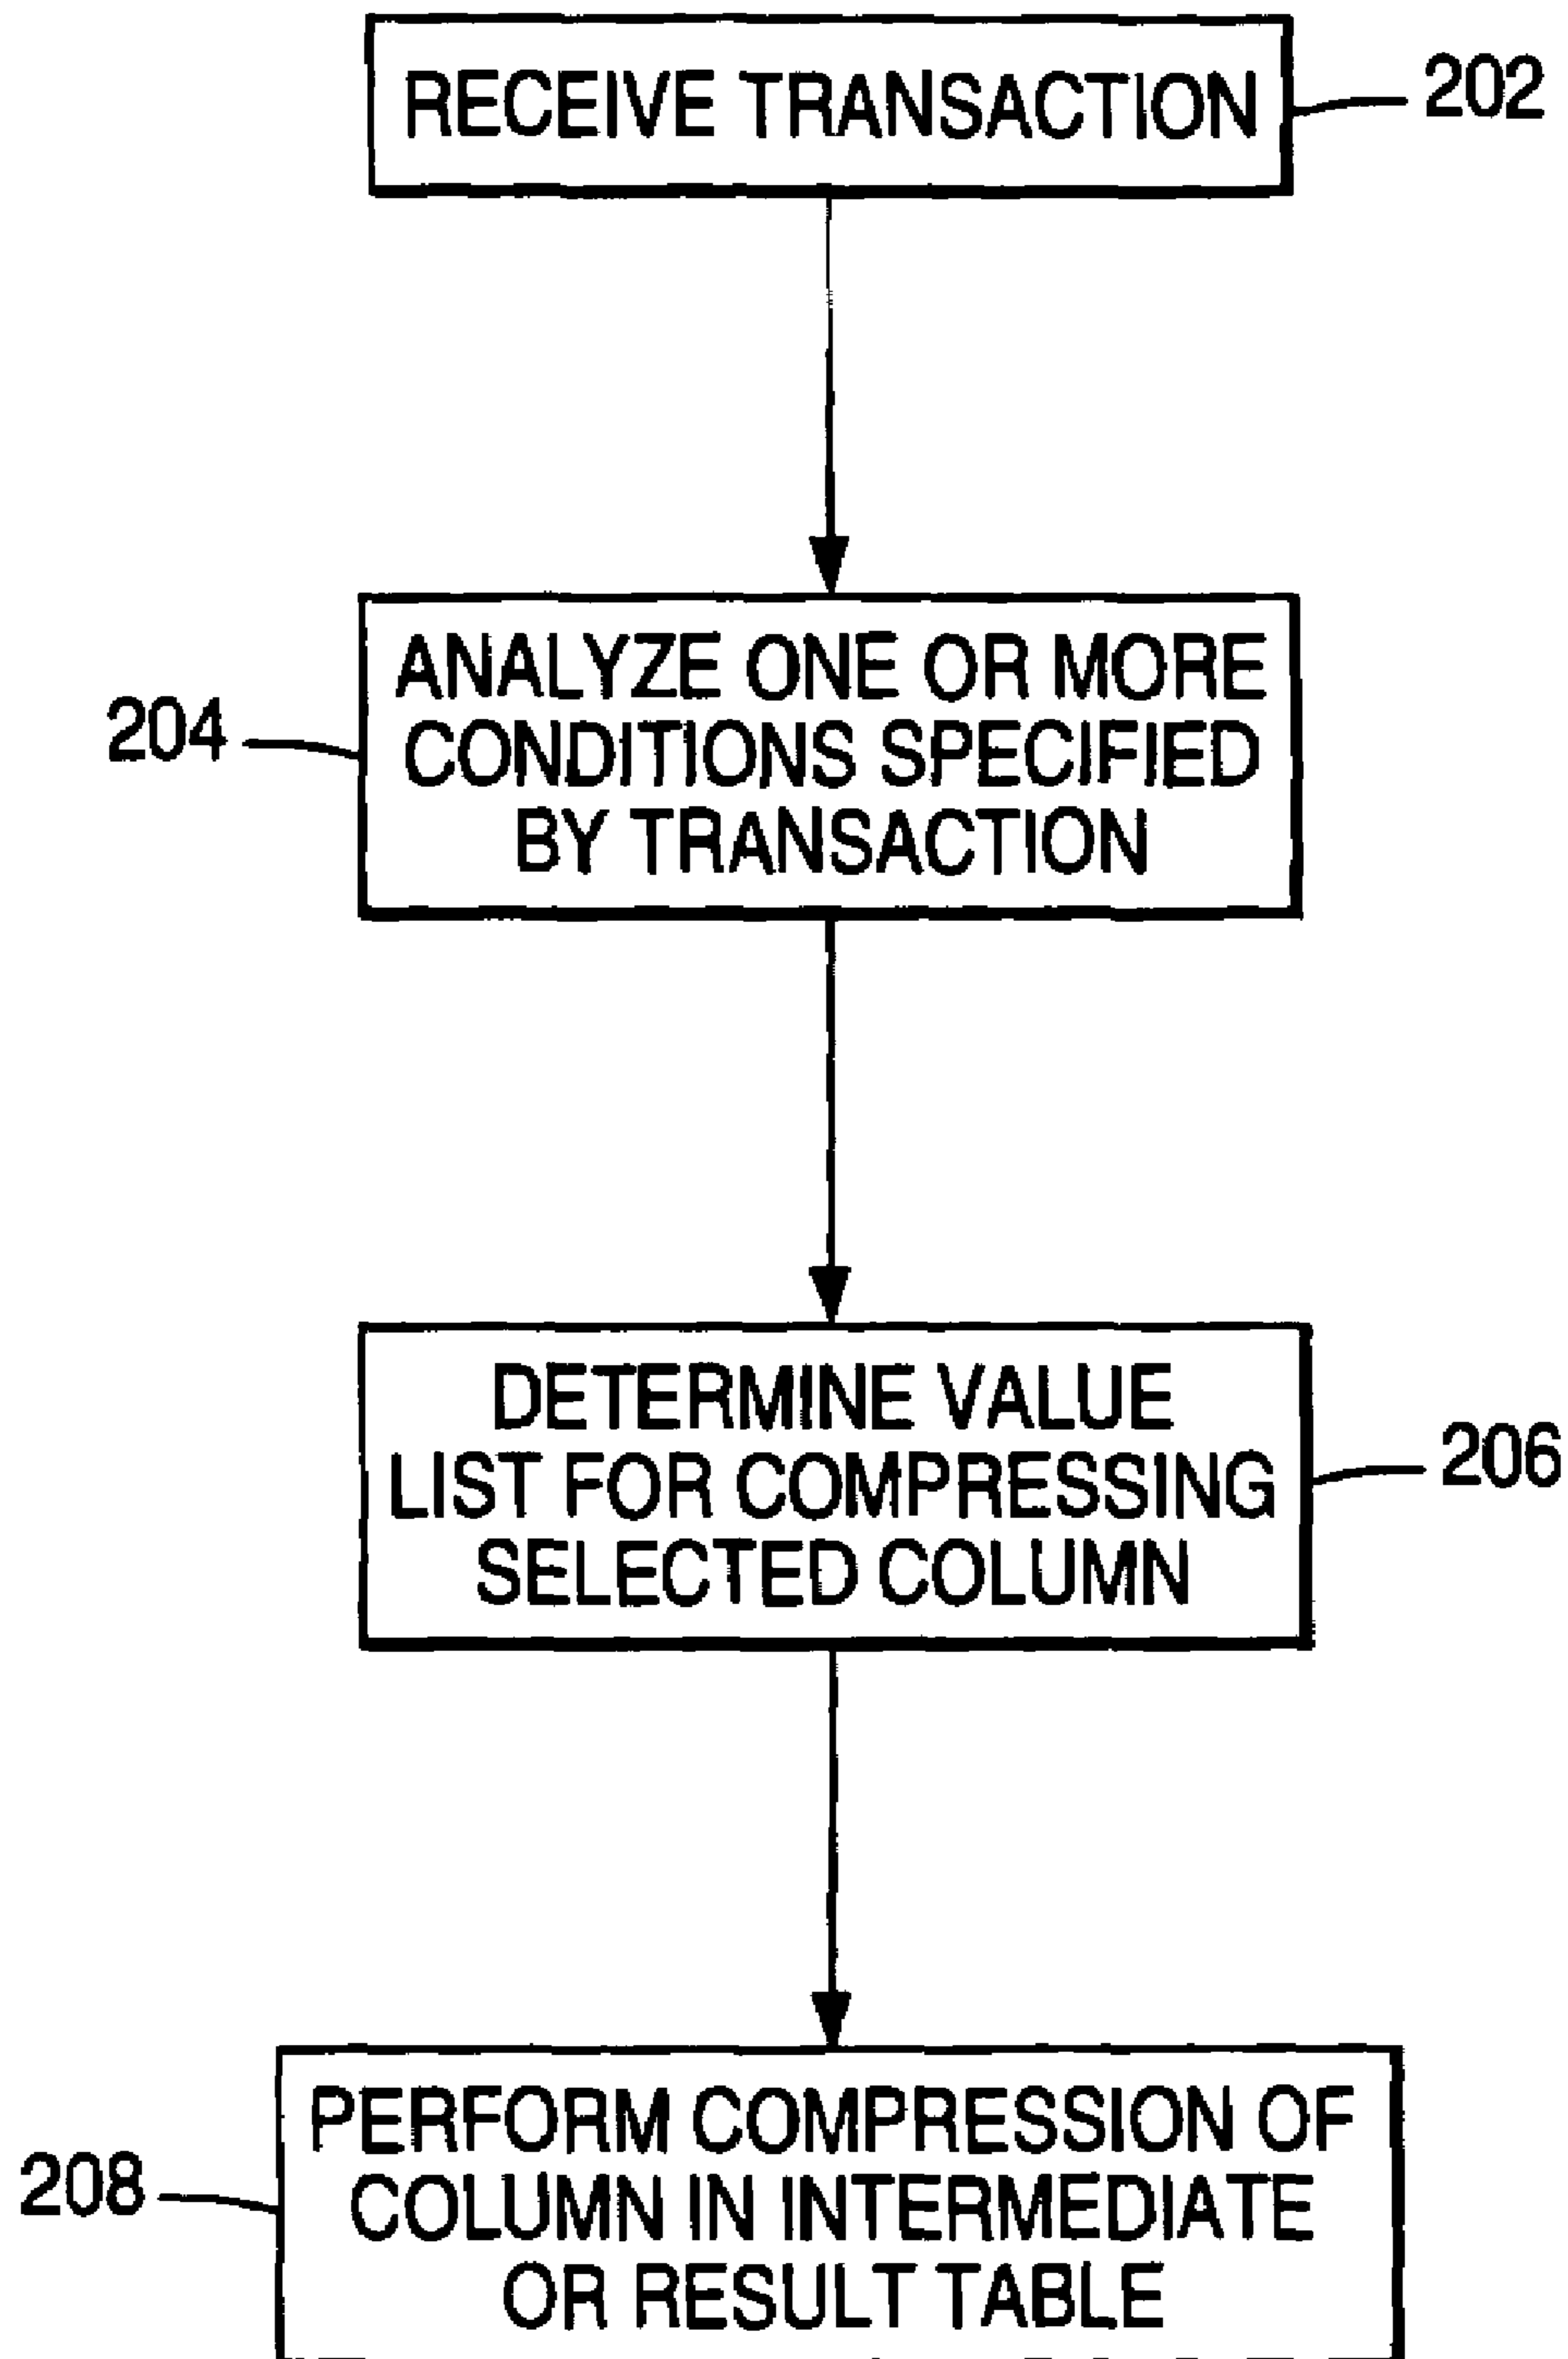 RECEIVE TRANSACTION
202
ANALYZE ONE OR MORE
CONDITIONS SPECIFIED
BY TRANSACTION
204
DETERMINE VALUE
LIST FOR COMPRESSING
SELECTED COLUMN
206
PERFORM COMPRESSION OF
COLUMN IN INTERMEDIATE
OR RESULT TABLE
208